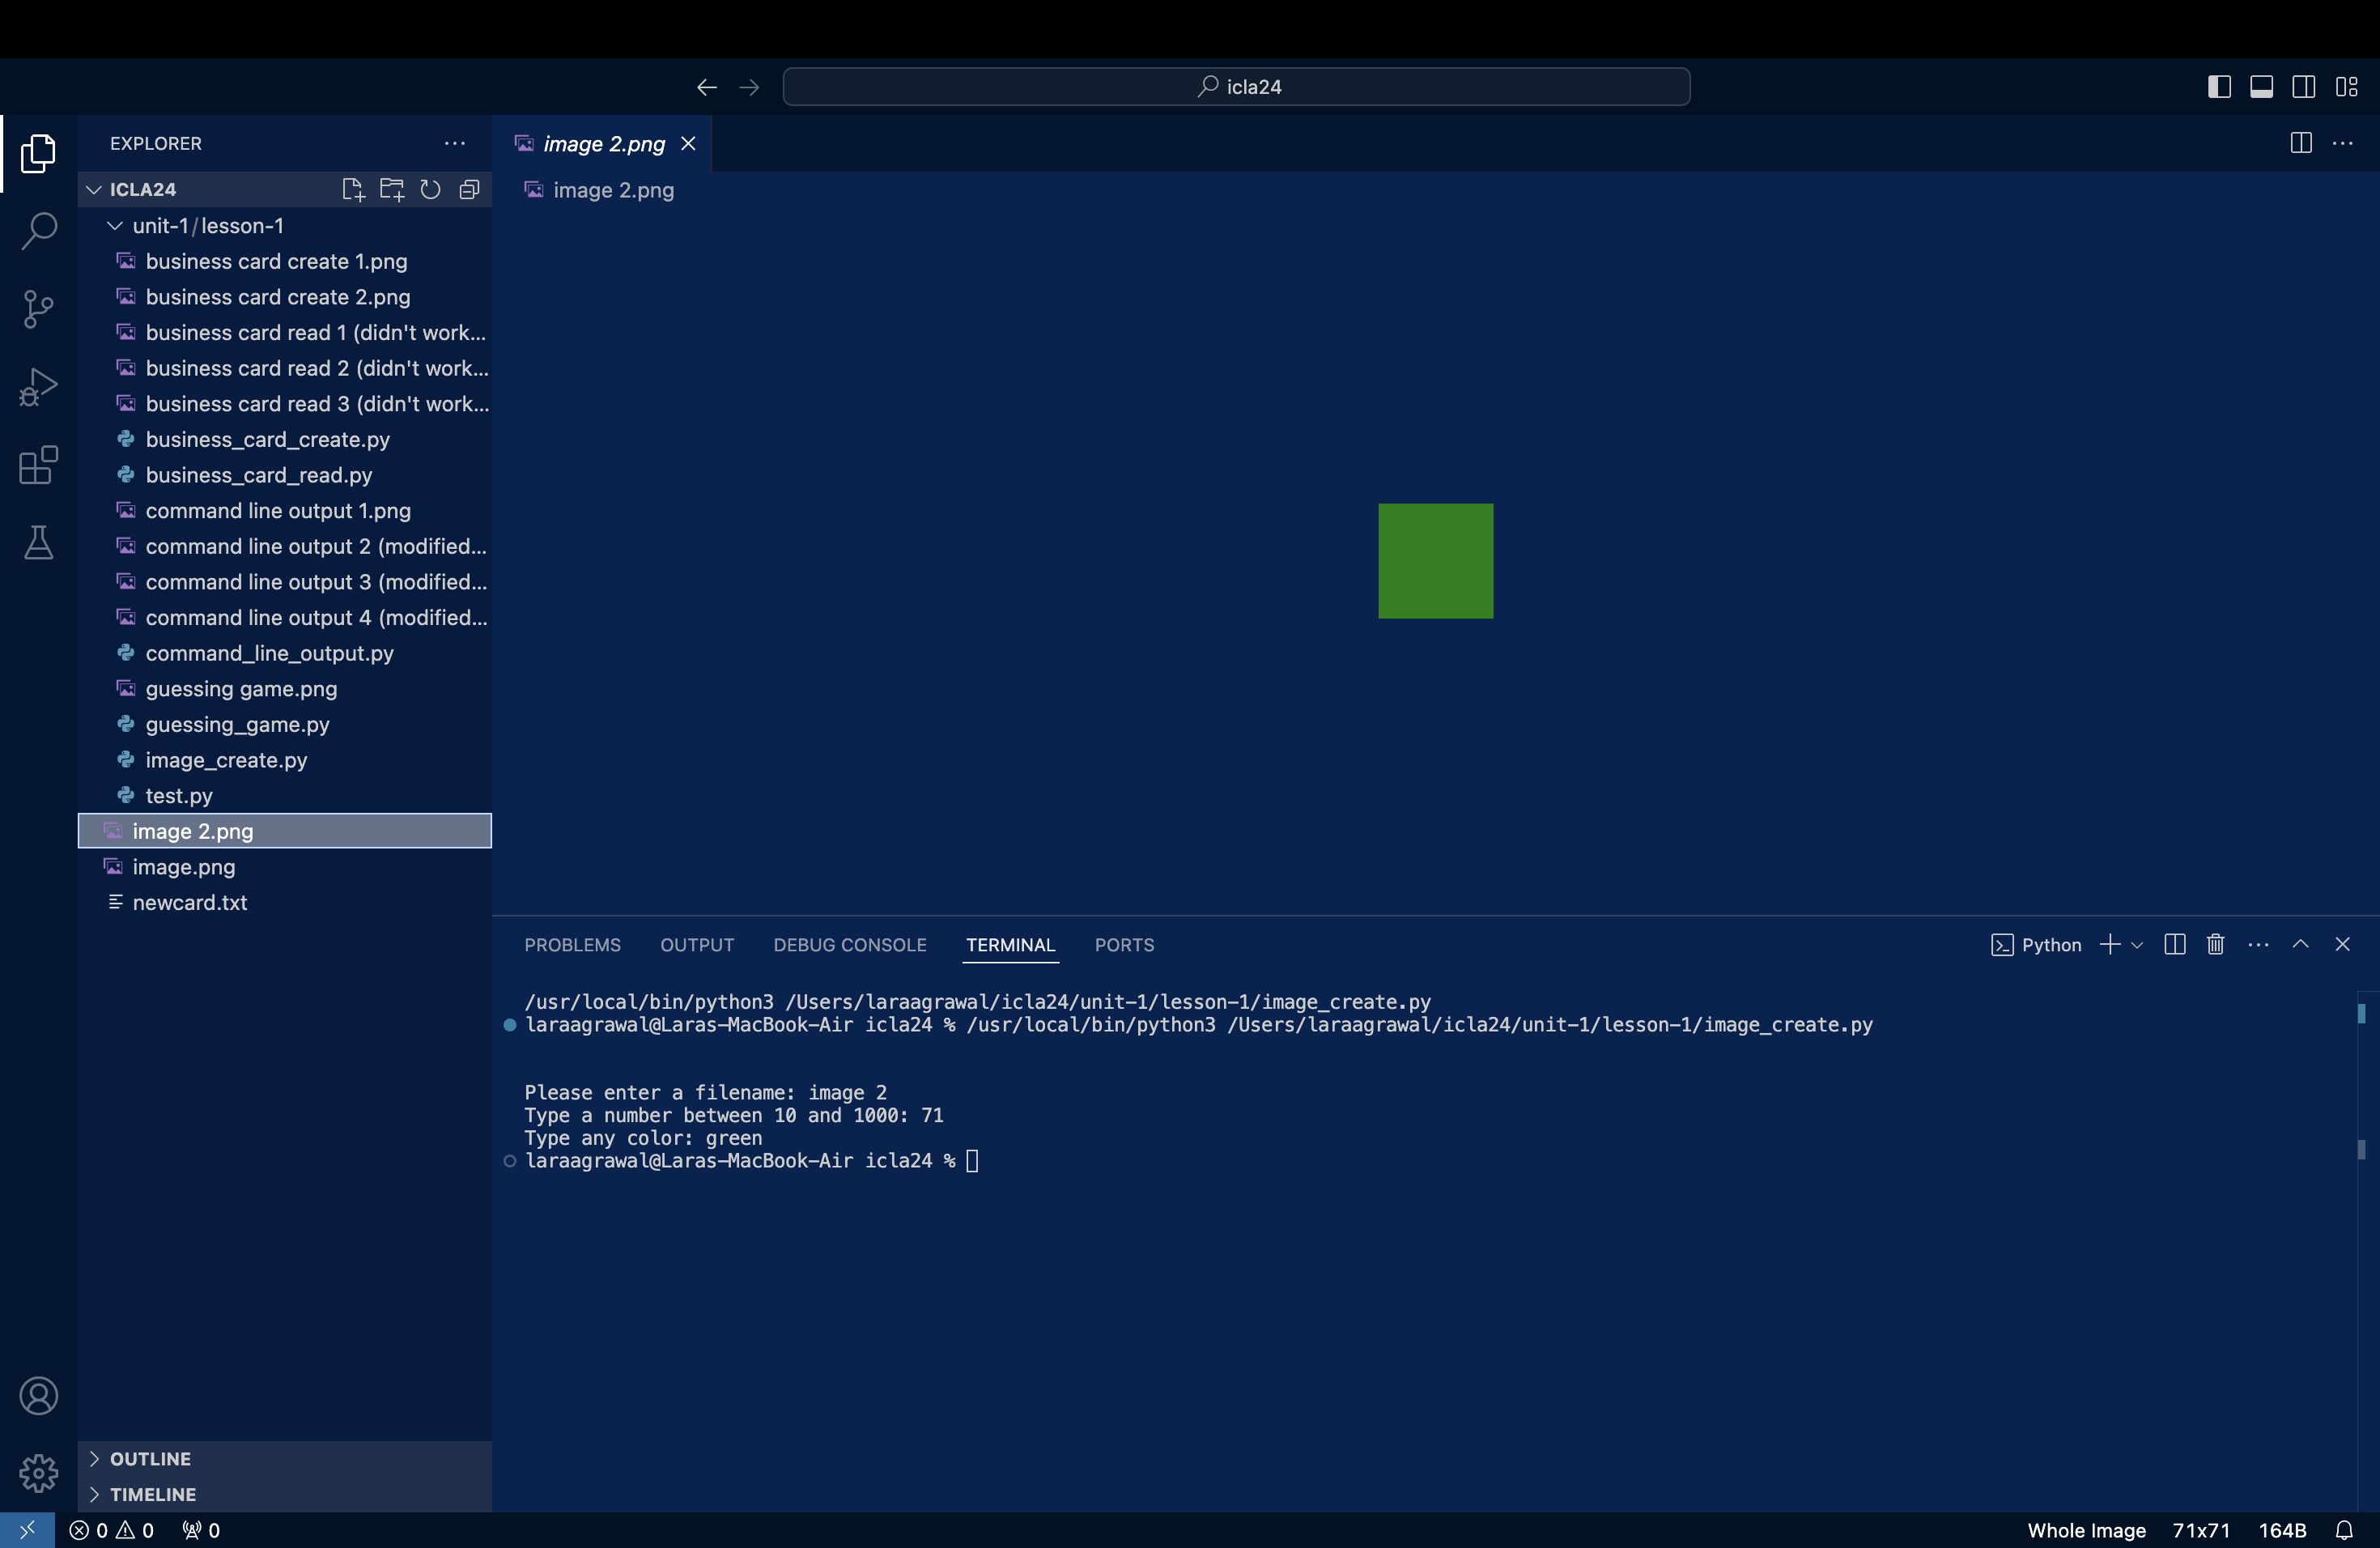 icla24
EXPLORER
ICLA24
unit-1/lesson-1
business card create 1.png
business card create 2.png
business card read 1 (didn't work...
business card read 2 (didn't work...
business card read 3 (didn't work...
business_card_create.py
business_card_read.py
command line output 1.png
command line output 2 (modified...
command line output 3 (modified...
command line output 4 (modified...
command_line_output.py
guessing game.png
guessing_game.py
image_create.py
test.py
image 2.png
image.png
newcard.txt
OUTLINE
TIMELINE
image 2.png
image 2.png
PROBLEMS OUTPUT DEBUG CONSOLE TERMINAL PORTS Python
/usr/local/bin/python3 /Users/laraagrawal/icla24/unit-1/lesson-1/image_create.py
laraagrawal@Laras-MacBook-Air icla24 % /usr/local/bin/python3 /Users/laraagrawal/icla24/unit-1/lesson-1/image_create.py
Please enter a filename: image 2
Type a number between 10 and 1000: 71
Type any color: green
laraagrawal@Laras-MacBook-Air icla24 %
0 0 0 Whole Image 71x71 164B